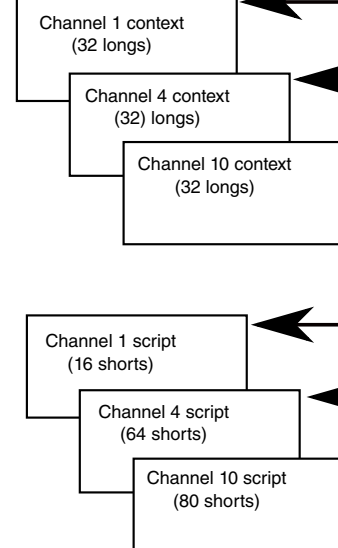 Channel 1 context
(32 longs)
Channel 4 context
(32) longs)
Channel 10 context
(32 longs)
Channel 1 script
(16 shorts)
Channel 4 script
(64 shorts)
Channel 10 script
(80 shorts)